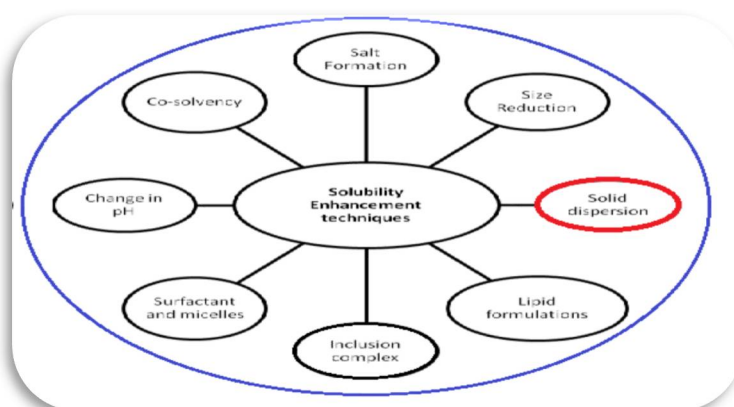 Salt
Formation
Co-solvency
Size
Reduction
Solubility
Enhancement
techniques
Change in
pH
Solid
dispersion
Surfactant
and micelles
Lipid
formulations
Inclusion
complex